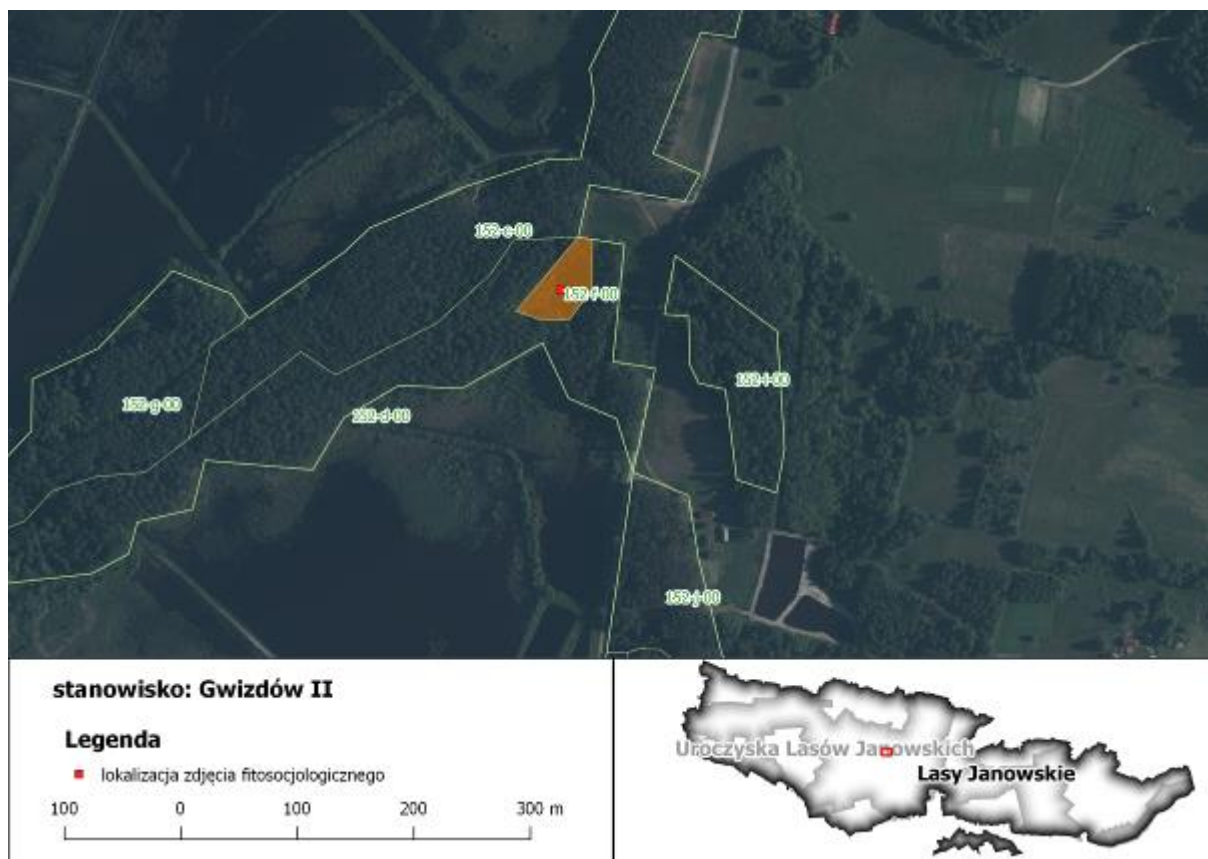 152-c-00
152-f-00
152-i-00
152-g-00
152-d-00
152-j-00
stanowisko: Gwizdów II
Legenda
lokalizacja zdjęcia fitosocjologicznego
100 0 100 200 300 m
Uroczyska Lasów Janowskich
Lasy Janowskie